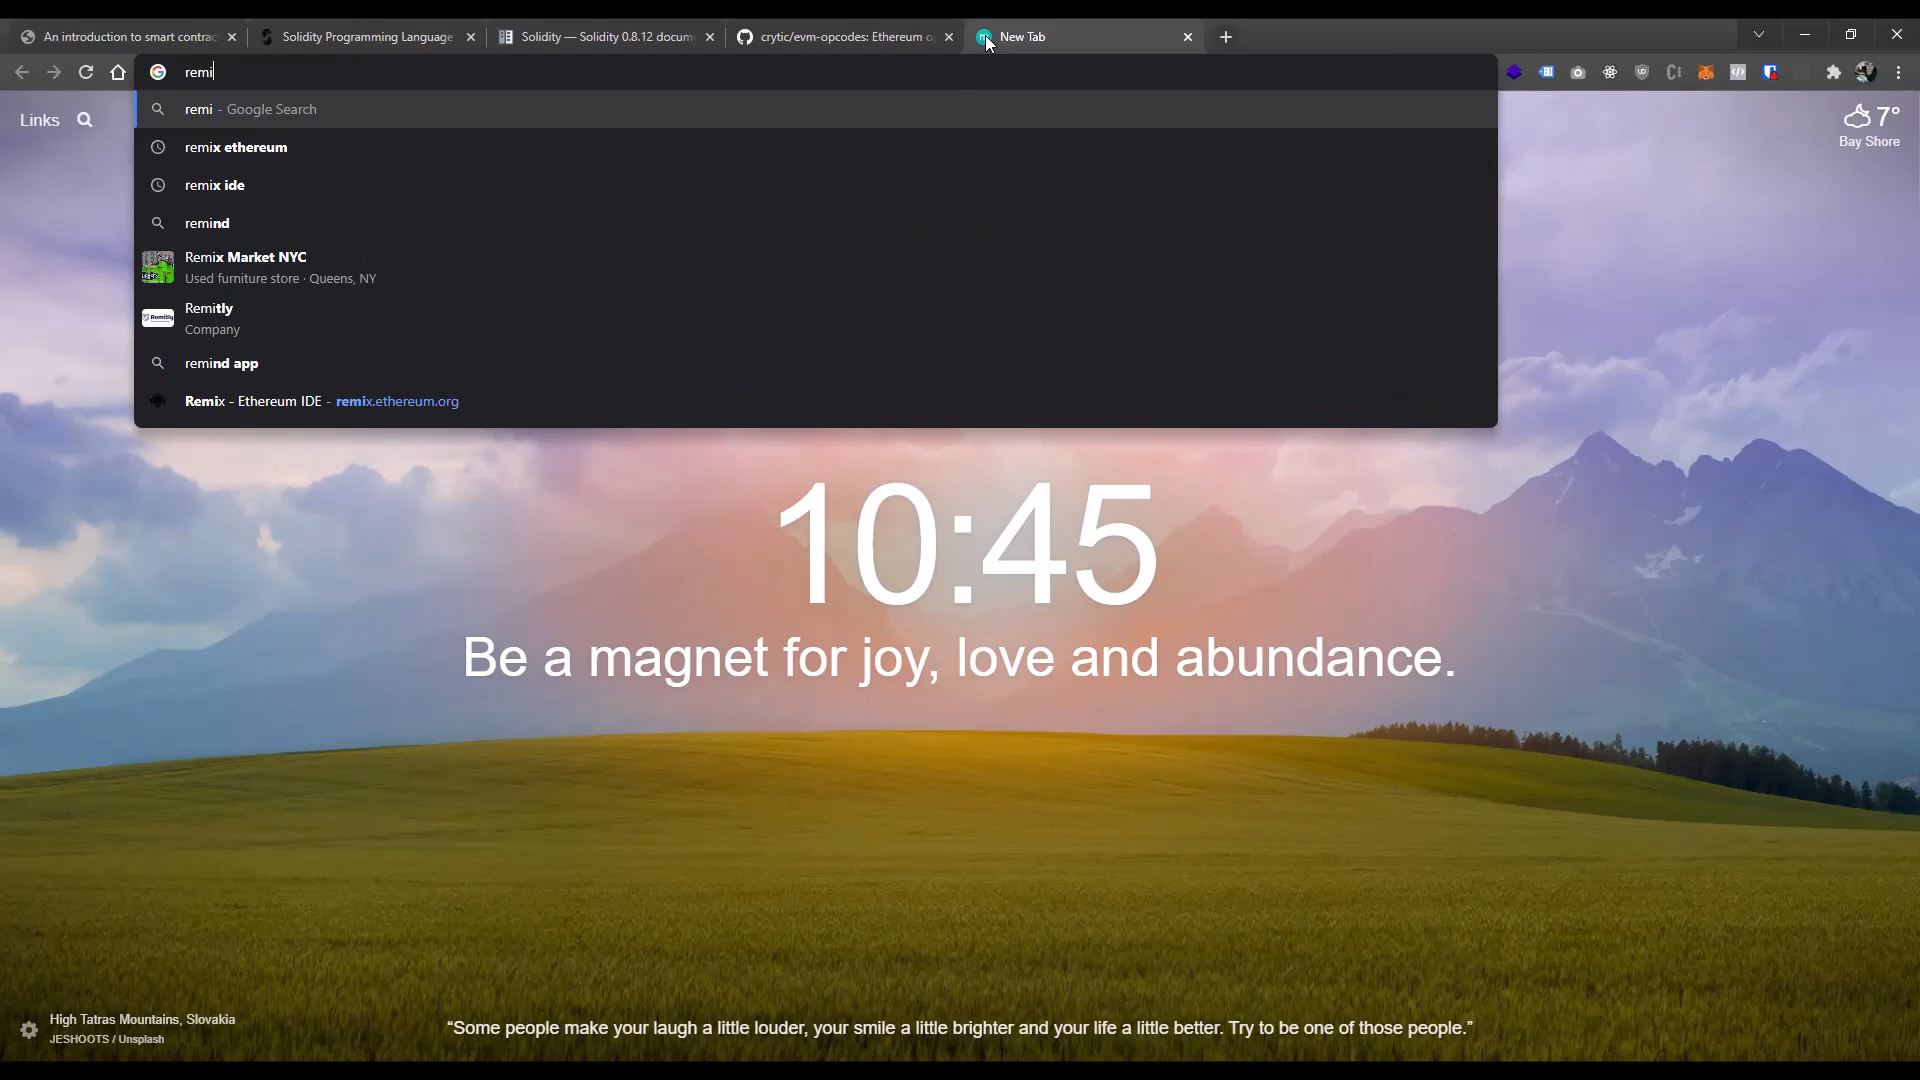 An introduction to smart contrac
Solidity Programming Language
Solidity — Solidity 0.8.12 docum
crytic/evm-opcodes: Ethereum o
New Tab
remi
remi - Google Search
remix ethereum
remix ide
remind
Remix Market NYC
Used furniture store · Queens, NY
Remitly
Company
remind app
Remix - Ethereum IDE - remix.ethereum.org
Links
7°
Bay Shore
10:45
Be a magnet for joy, love and abundance.
High Tatras Mountains, Slovakia
JESHOOTS / Unsplash
“Some people make your laugh a little louder, your smile a little brighter and your life a little better. Try to be one of those people.”